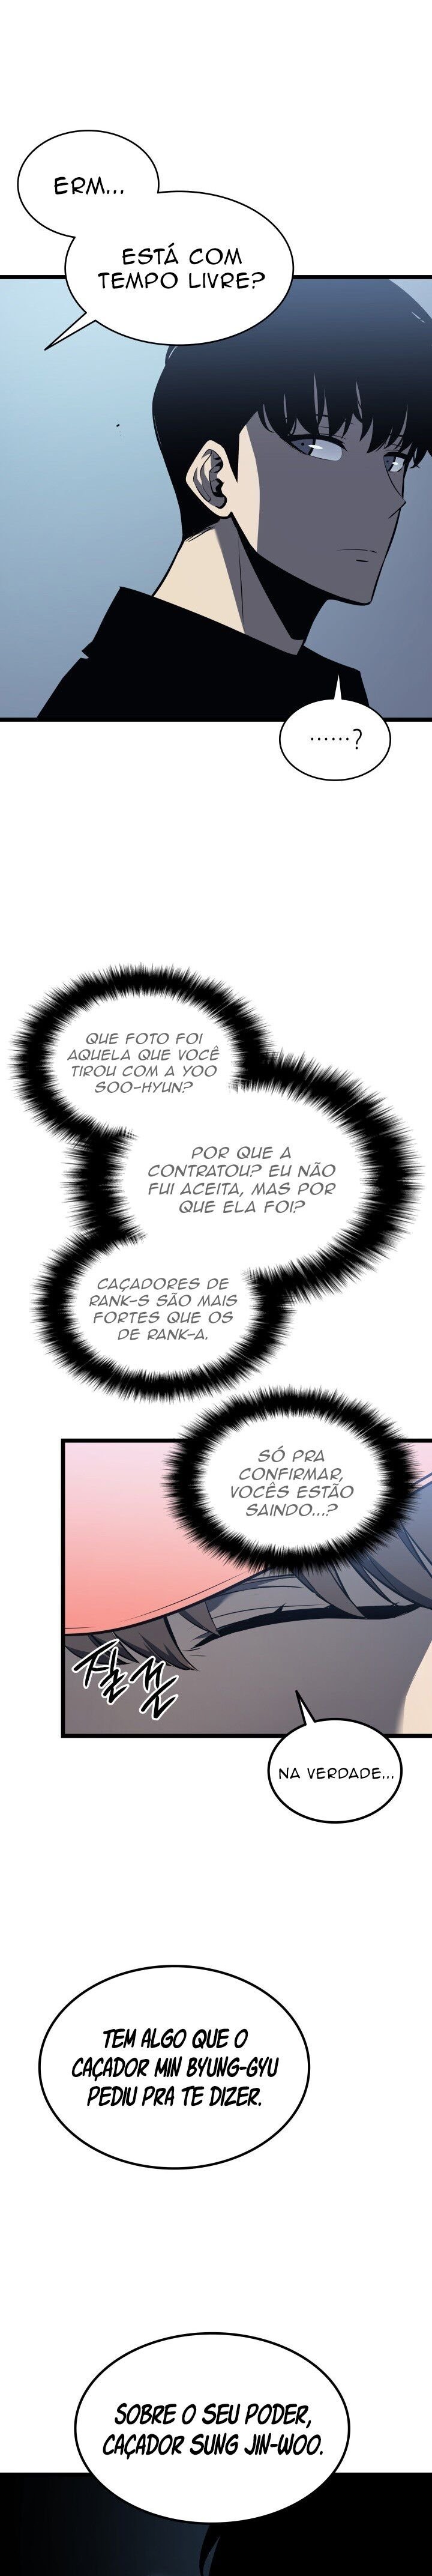 ERM...
ESTÁ COM
TEMPO LIVRE?
......?
QUE FOTO FOI
AQUELA QUE VOCÊ
TIROU COM A YOO
SOO-HYUN?
POR QUE A
CONTRATOU? EU NÃO
FUI ACEITA, MAS POR
QUE ELA FOI?
CAÇADORES DE
RANK-S SÃO MAIS
FORTES QUE OS
DE RANK-A.
SÓ PRA
CONFIRMAR,
VOCÊS ESTÃO
SAINDO...?
질끈
NA VERDADE...
TEM ALGO QUE O
CAÇADOR MIN BYUNG-GYU
PEDIU PRA TE DIZER.
SOBRE O SEU PODER,
CAÇADOR SUNG JIN-WOO.